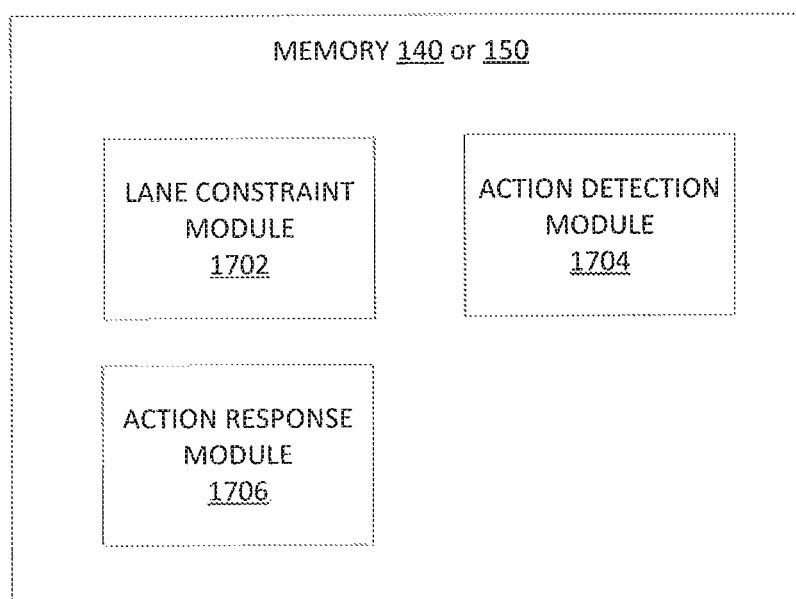 MEMORY 140 or 150
LANE CONSTRAINT
MODULE
1702
ACTION DETECTION
MODULE
1704
ACTION RESPONSE
MODULE
1706